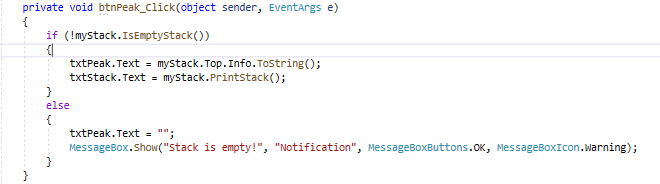 private void btnPeak_Click(object sender, EventArgs e)
{
if (!myStack.IsEmptyStack())
{
txtPeak.Text = myStack.Top.Info.ToString();
txtStack.Text = myStack.PrintStack();
}
else
{
txtPeak.Text = "";
MessageBox.Show("Stack is empty!", "Notification", MessageBoxButtons.OK, MessageBoxIcon.Warning);
}
}